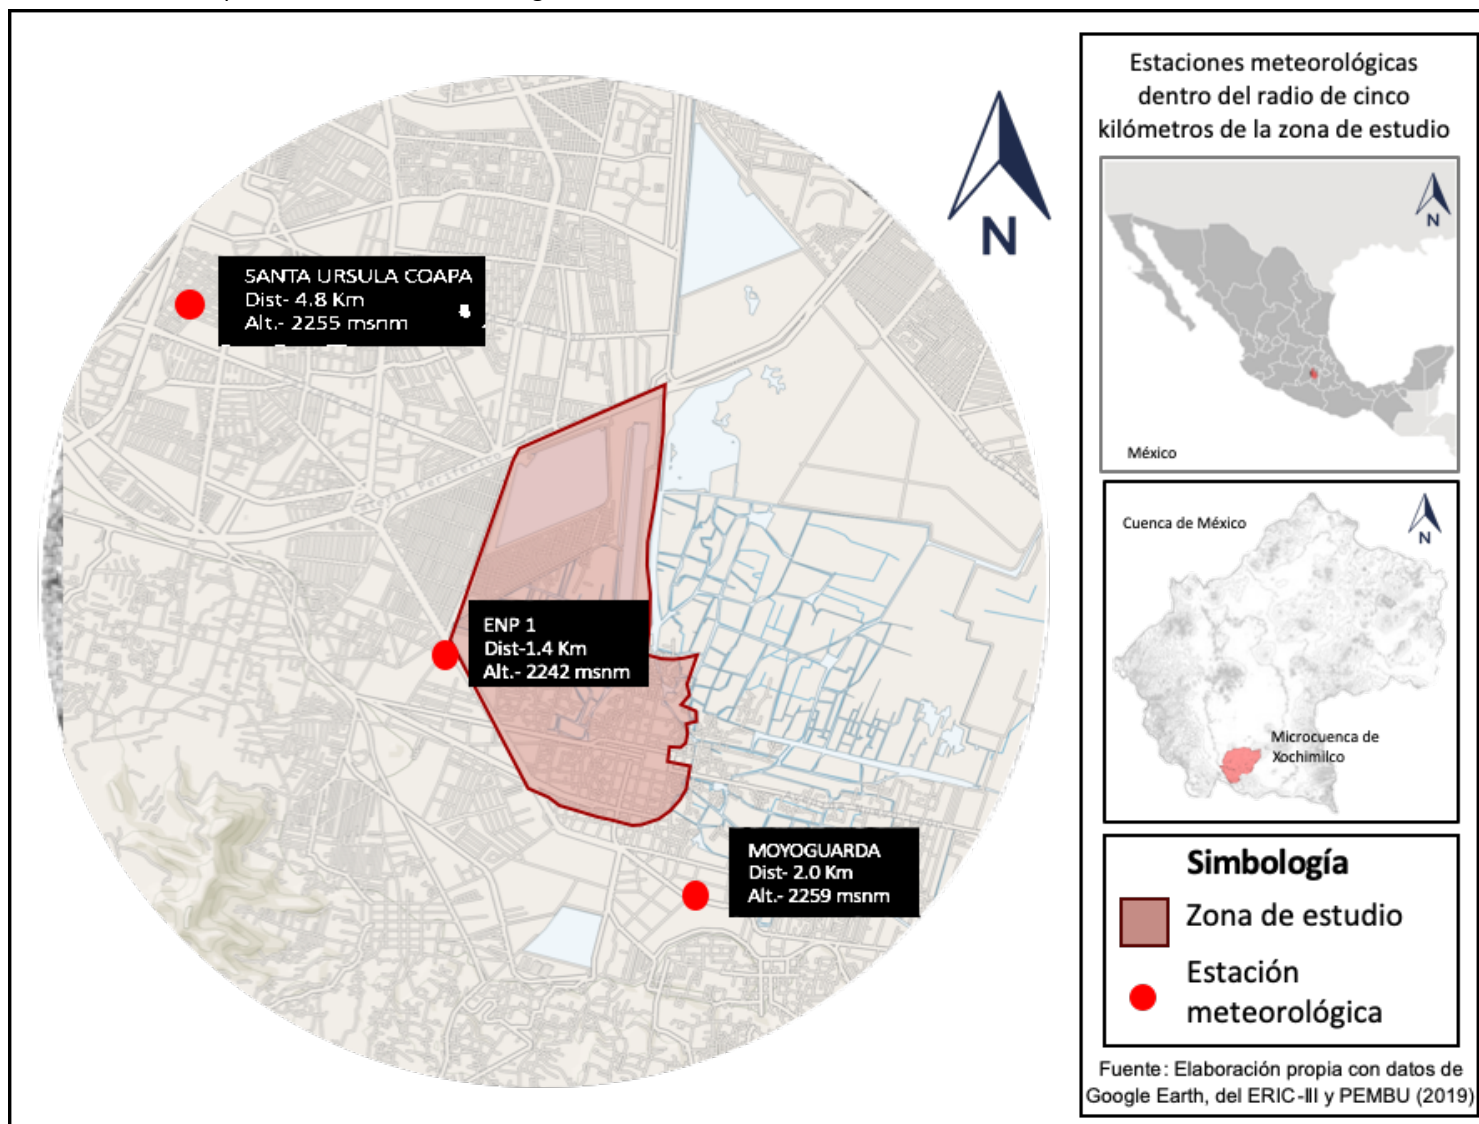 SANTA URSULA COAPA
Dist- 4.8 Km
Alt.- 2255 msnm
N
ENP 1
Dist-1.4 Km
Alt.- 2242 msnm
MOYOGUARDA
Dist- 2.0 Km
Alt.- 2259 msnm
Estaciones meteorológicas
dentro del radio de cinco
kilómetros de la zona de estudio
N
México
Cuenca de México
N
Microcuenca de
Xochimilco
Simbología
Zona de estudio
Estación
meteorológica
Fuente: Elaboración propia con datos de
Google Earth, del ERIC-III y PEMBU (2019)